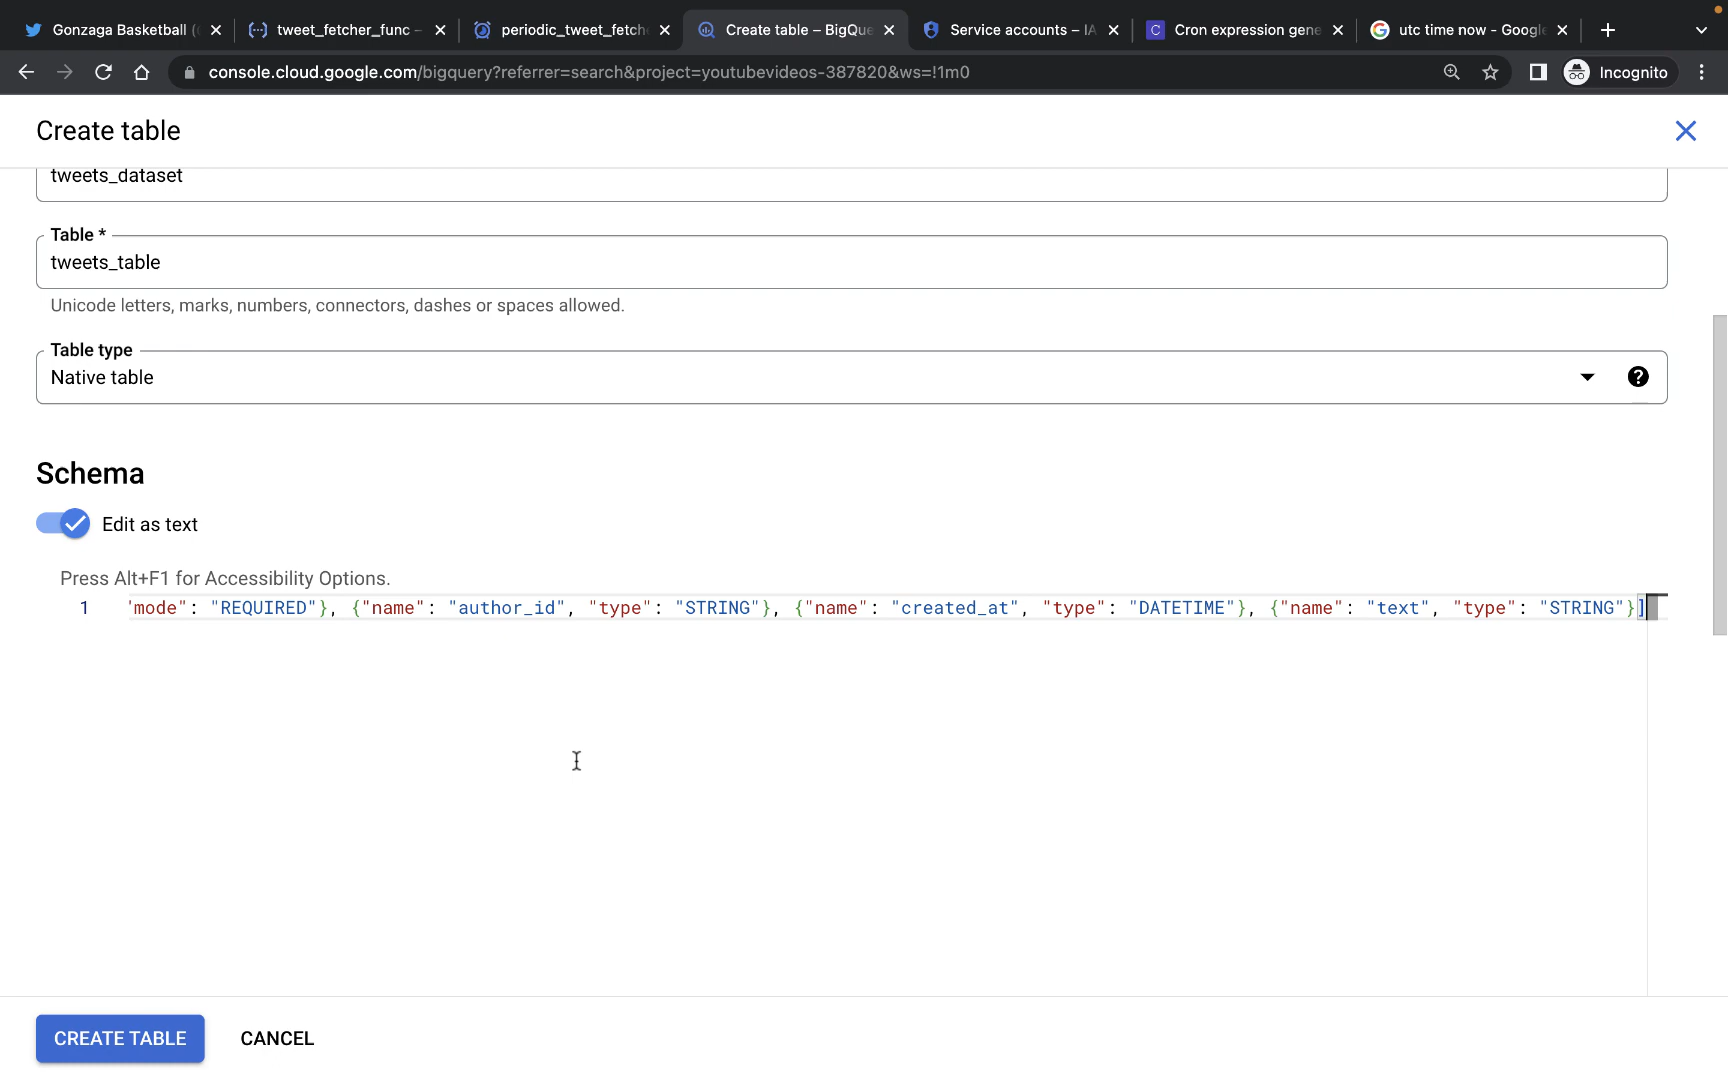 Gonzaga Basketball (
tweet_fetcher_func –
periodic_tweet_fetche
Create table – BigQue
Service accounts – IA
Cron expression gene
utc time now - Google
console.cloud.google.com/bigquery?referrer=search&project=youtubevideos-387820&ws=!1m0
Incognito
Create table
tweets_dataset
Table *
tweets_table
Unicode letters, marks, numbers, connectors, dashes or spaces allowed.
Table type
Native table
Schema
Edit as text
Press Alt+F1 for Accessibility Options.
1 'mode": "REQUIRED"}, {"name": "author_id", "type": "STRING"}, {"name": "created_at", "type": "DATETIME"}, {"name": "text", "type": "STRING"}]
CREATE TABLE
CANCEL